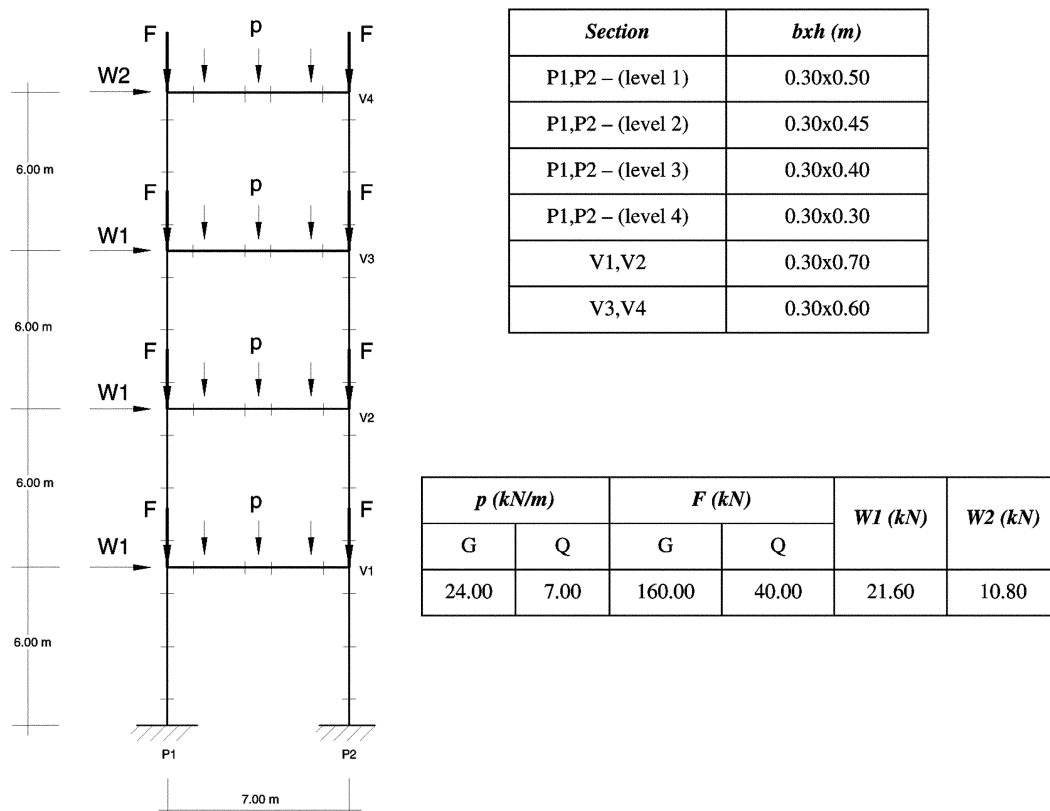 F p F
W2
V4
6.00 m
F p F
W1
V3
6.00 m
F p F
W1
V2
6.00 m
F p F
W1
V1
6.00 m
P1 P2
7.00 m
Section bxh (m)
P1,P2 – (level 1) 0.30x0.50
P1,P2 – (level 2) 0.30x0.45
P1,P2 – (level 3) 0.30x0.40
P1,P2 – (level 4) 0.30x0.30
V1,V2 0.30x0.70
V3,V4 0.30x0.60
p (kN/m) F (kN) W1 (kN) W2 (kN)
G Q G Q
24.00 7.00 160.00 40.00 21.60 10.80